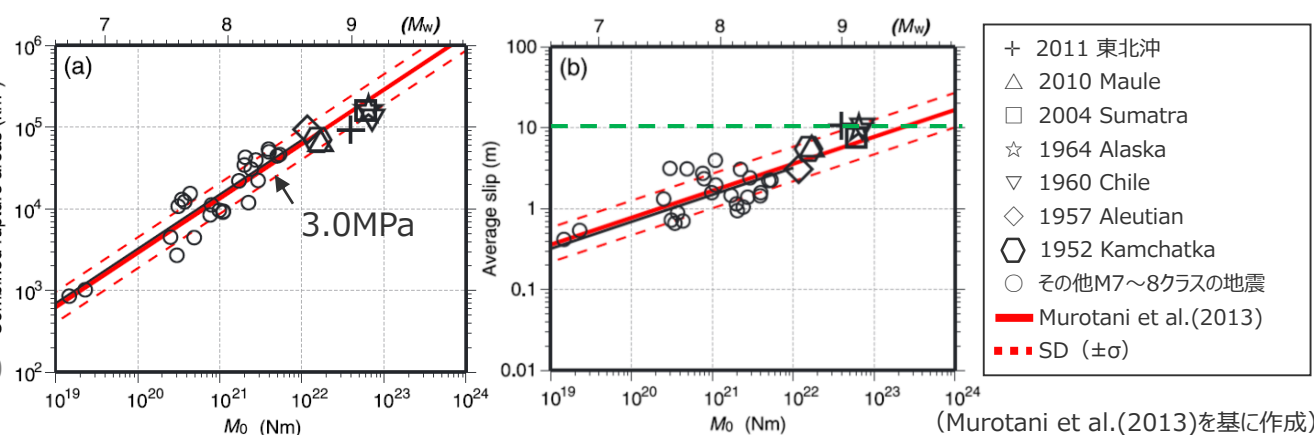 7 8 9 (Mw)
(a)
10^6
10^5
10^4
10^3
10^2
3.0MPa
10^19 10^20 10^21 10^22 10^23 10^24
M0 (Nm)
7 8 9 (Mw)
(b)
Average slip (m)
100
10
1
0.1
0.01
10^19 10^20 10^21 10^22 10^23 10^24
M0 (Nm)
2011 東北沖
2010 Maule
2004 Sumatra
1964 Alaska
1960 Chile
1957 Aleutian
1952 Kamchatka
その他M7～8クラスの地震
Murotani et al.(2013)
SD（±σ）
（Murotani et al.(2013)を基に作成）